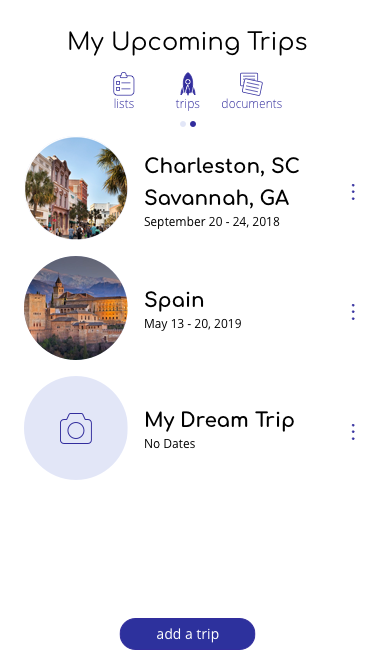 My Upcoming Trips
lists
trips
documents
Charleston, SC
Savannah, GA
September 20 - 24, 2018
Spain
May 13 - 20, 2019
My Dream Trip
No Dates
add a trip